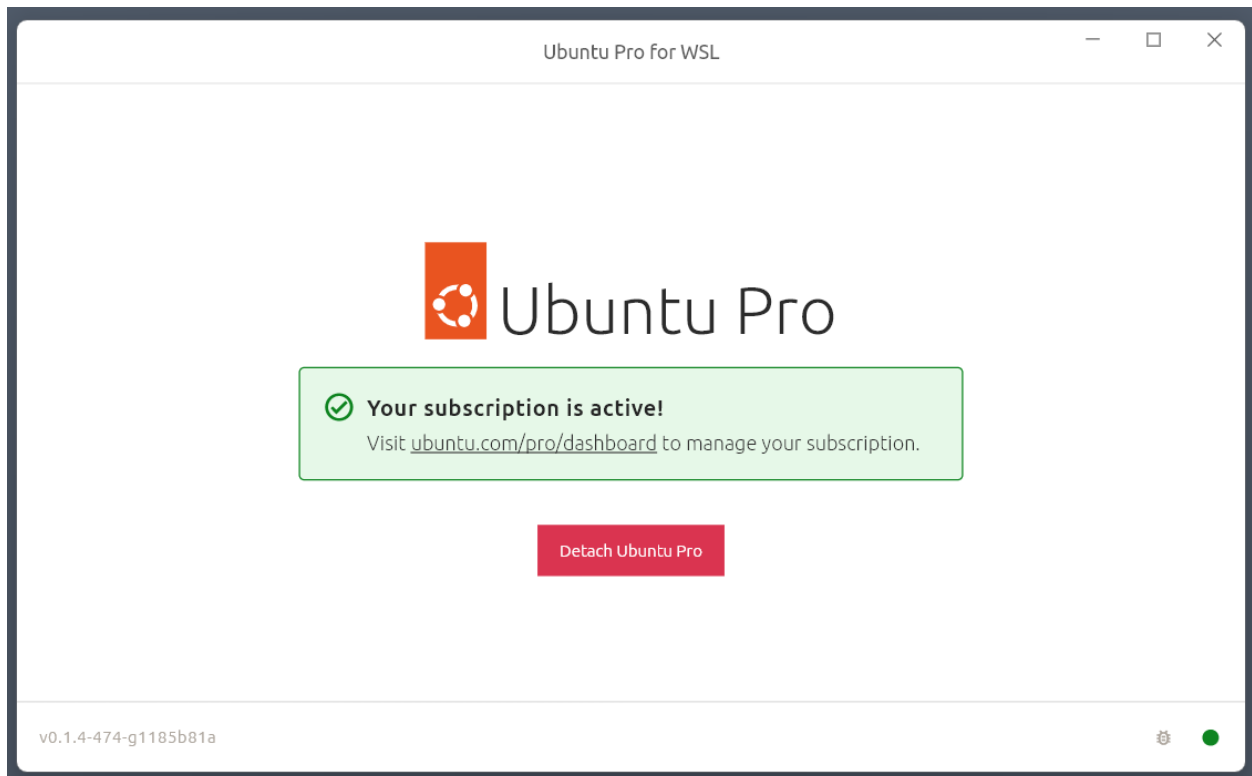 Ubuntu Pro for WSL
Ubuntu Pro
Your subscription is active!
Visit ubuntu.com/pro/dashboard to manage your subscription.
Detach Ubuntu Pro
v0.1.4-474-g1185b81a